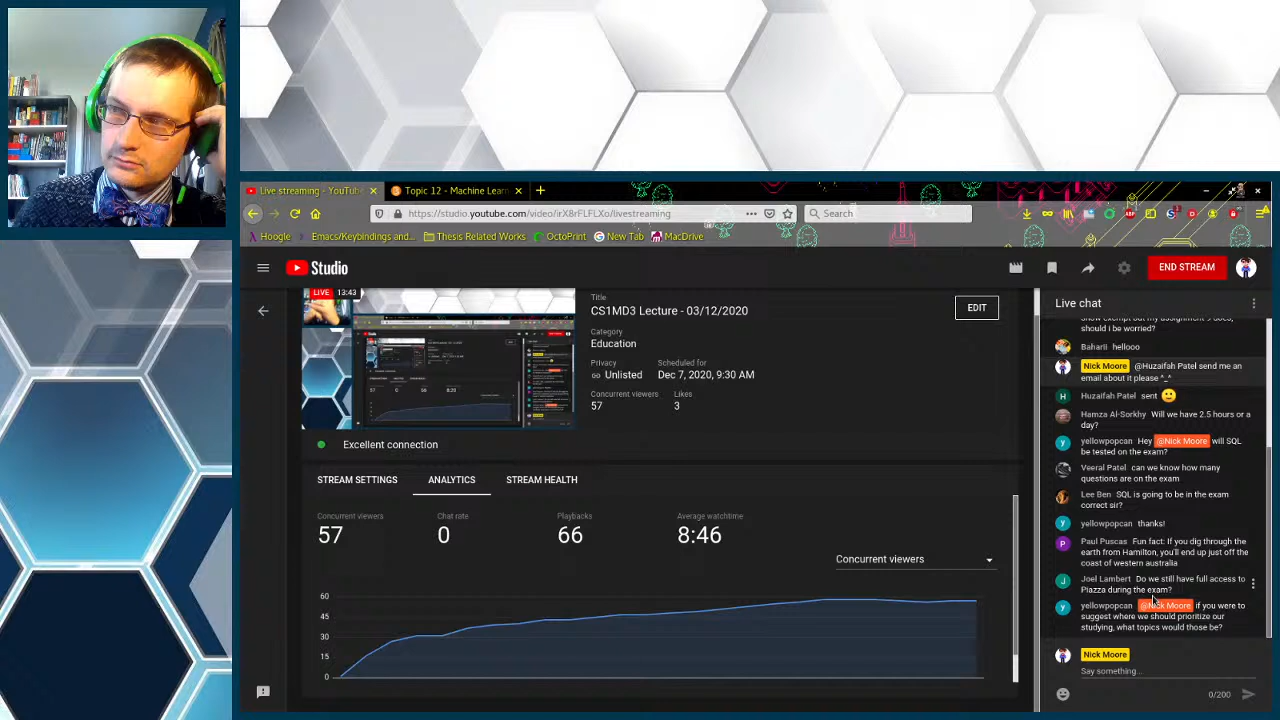 Live streaming - YouTube
Topic 12 - Machine Learn
https://studio.youtube.com/video/irX8rFLFLXo/livestreaming
Search
Hoogle
Emacs/Keybindings and...
Thesis Related Works
OctoPrint
New Tab
MacDrive
Studio
END STREAM
LIVE 13:43
Title
CS1MD3 Lecture - 03/12/2020
EDIT
Category
Education
Privacy
Unlisted
Scheduled for
Dec 7, 2020, 9:30 AM
Concurrent viewers
57
Likes
3
Excellent connection
STREAM SETTINGS
ANALYTICS
STREAM HEALTH
Concurrent viewers
57
Chat rate
0
Playbacks
66
Average watchtime
8:46
Concurrent viewers
60
45
30
15
0
Live chat
should i be worried?
Baharii hellooo
Nick Moore @Huzaifah Patel send me an
email about it please ^_^
Huzaifah Patel sent
Hamza Al-Sorkhy Will we have 2.5 hours or a
day?
yellowpopcan Hey @Nick Moore will SQL
be tested on the exam?
Veeral Patel can we know how many
questions are on the exam
Lee Ben SQL is going to be in the exam
correct sir?
yellowpopcan thanks!
Paul Puscas Fun fact: If you dig through the
earth from Hamilton, you'll end up just off the
coast of western australia
Joel Lambert Do we still have full access to
Piazza during the exam?
yellowpopcan @Nick Moore if you were to
suggest where we should prioritize our
studying, what topics would those be?
Nick Moore
Say something...
0/200